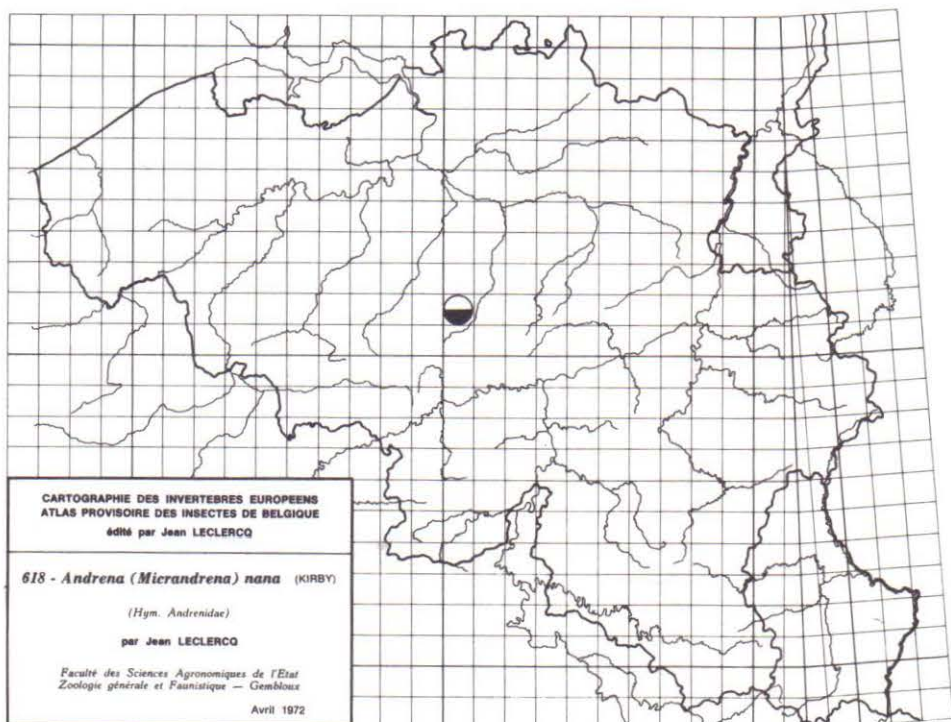 CARTOGRAPHIE DES INVERTEBRES EUROPEENS
ATLAS PROVISOIRE DES INSECTES DE BELGIQUE
édité par Jean LECLERCQ
618 - Andrena (Micrandrena) nana (KIRBY)
(Hym. Andrenidae)
par Jean LECLERCQ
Faculté des Sciences Agronomiques de l'Etat
Zoologie générale et Faunistique — Gembloux
Avril 1972